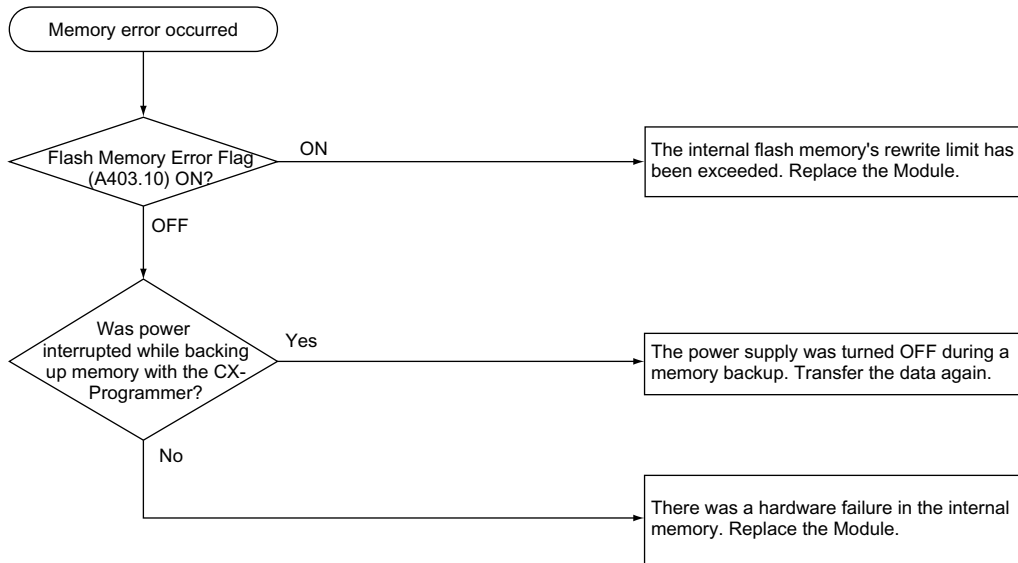 Memory error occurred
Flash Memory Error Flag
(A403.10) ON?
ON
The internal flash memory's rewrite limit has
been exceeded. Replace the Module.
OFF
Was power
interrupted while backing
up memory with the CX-
Programmer?
Yes
The power supply was turned OFF during a
memory backup. Transfer the data again.
No
There was a hardware failure in the internal
memory. Replace the Module.